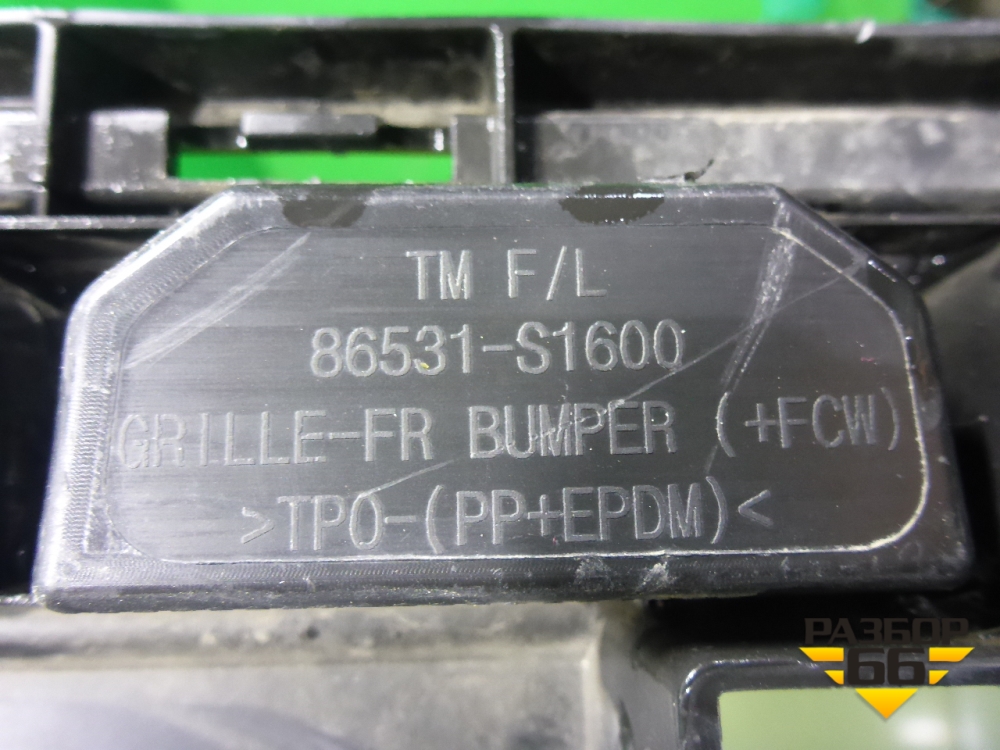 TM F/L
86531-S1600
GRILLE-FR BUMPER (+FCW)
>TPO-(PP+EPDM)<
РАЗБОР
66